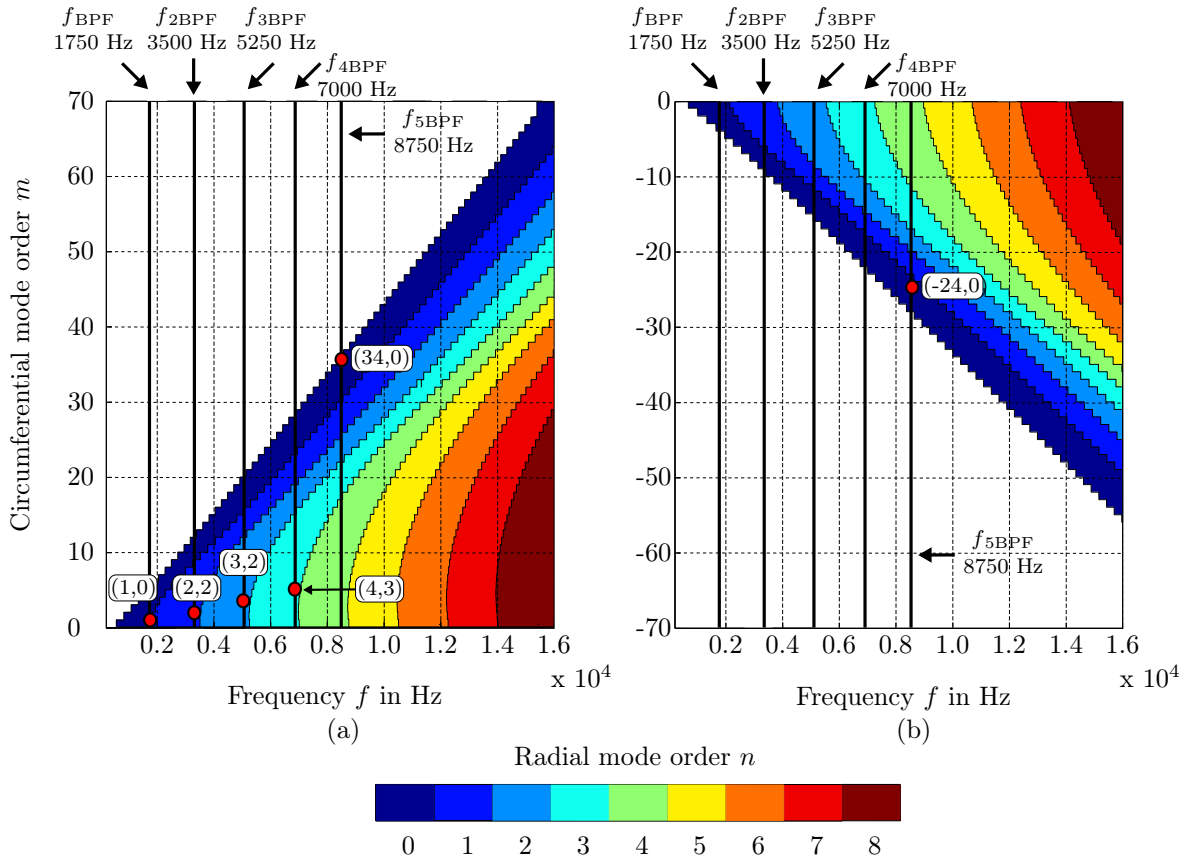 f_BPF
1750 Hz
f_2BPF
3500 Hz
f_3BPF
5250 Hz
f_4BPF
7000 Hz
f_5BPF
8750 Hz
Circumferential mode order m
70
60
50
40
30
20
10
0
(34,0)
(3,2)
(1,0)
(2,2)
(4,3)
0.2 0.4 0.6 0.8 1.0 1.2 1.4 1.6
x 10^4
Frequency f in Hz
(a)
f_BPF
1750 Hz
f_2BPF
3500 Hz
f_3BPF
5250 Hz
f_4BPF
7000 Hz
0
-10
-20
-30
-40
-50
-60
-70
(-24,0)
f_5BPF
8750 Hz
0.2 0.4 0.6 0.8 1.0 1.2 1.4 1.6
x 10^4
Frequency f in Hz
(b)
Radial mode order n
0 1 2 3 4 5 6 7 8